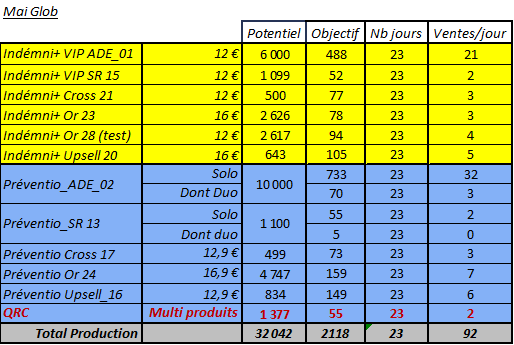 Mai Glob
Potentiel Objectif Nb jours Ventes/jour
Indémni+ VIP ADE_01 12 € 6 000 488 23 21
Indémni+ VIP SR 15 12 € 1 099 52 23 2
Indémni+ Cross 21 12 € 500 77 23 3
Indémni+ Or 23 16 € 2 626 78 23 3
Indémni+ Or 28 (test) 12 € 2 617 94 23 4
Indémni+ Upsell 20 16 € 643 105 23 5
Préventio_ADE_02 Solo 10 000 733 23 32
Dont Duo 70 23 3
Préventio_SR 13 Solo 1 100 55 23 2
Dont duo 5 23 0
Préventio Cross 17 12,9 € 499 73 23 3
Préventio Or 24 16,9 € 4 747 159 23 7
Préventio Upsell_16 12,9 € 834 149 23 6
QRC Multi produits 1 377 55 23 2
Total Production 32 042 2118 23 92